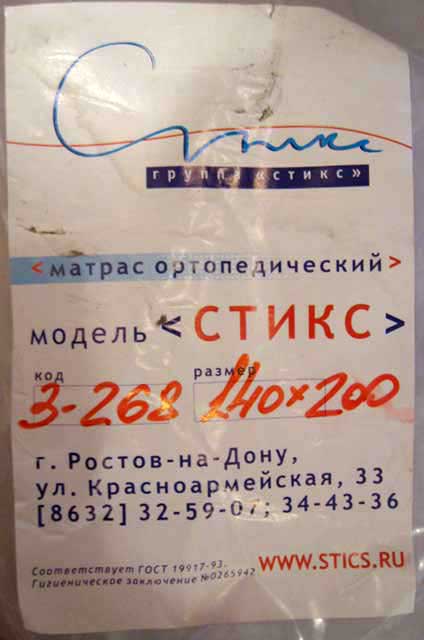 Стикс
группа «стикс»
<матрас ортопедический>
модель <СТИКС>
код размер
3-268 140×200
г. Ростов-на-Дону,
ул. Красноармейская, 33
[8632] 32-59-07; 34-43-36
Соответствует ГОСТ 19917-93.
Гигиеническое заключение №0265942
WWW.STICS.RU